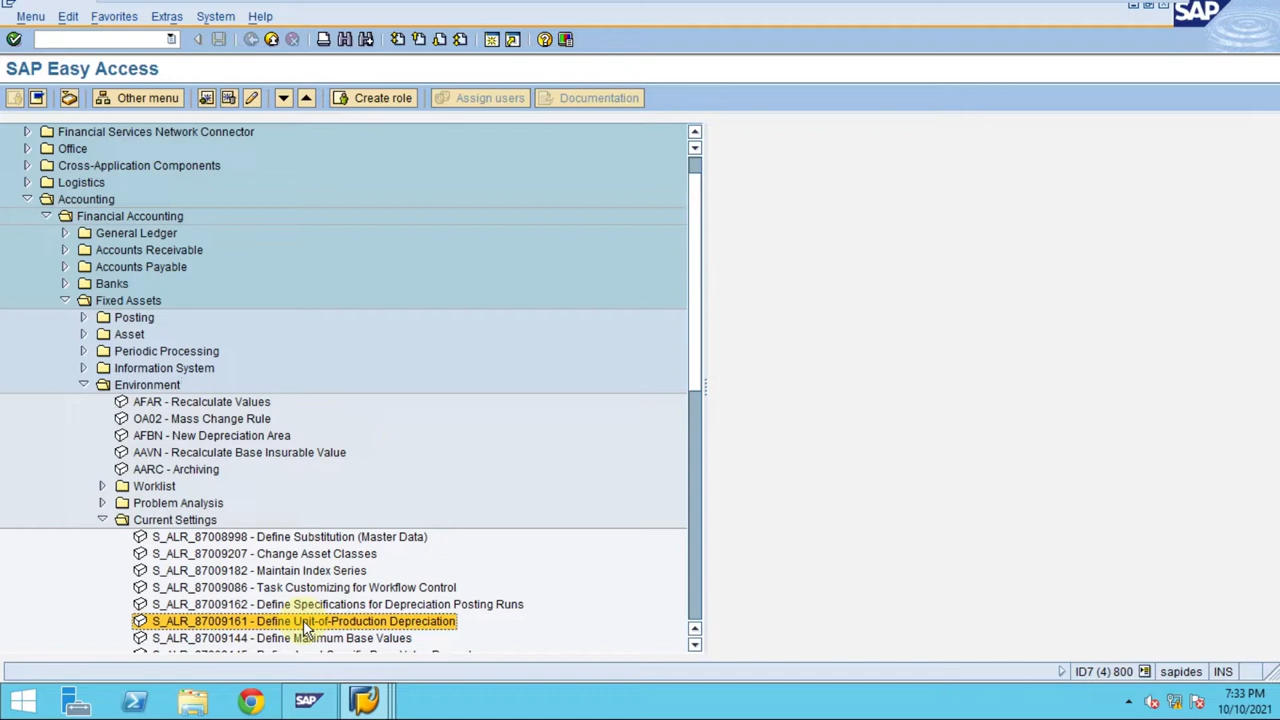 Menu Edit Favorites Extras System Help
SAP
SAP Easy Access
Other menu Create role Assign users Documentation
Financial Services Network Connector
Office
Cross-Application Components
Logistics
Accounting
Financial Accounting
General Ledger
Accounts Receivable
Accounts Payable
Banks
Fixed Assets
Posting
Asset
Periodic Processing
Information System
Environment
AFAR - Recalculate Values
OA02 - Mass Change Rule
AFBN - New Depreciation Area
AAVN - Recalculate Base Insurable Value
AARC - Archiving
Worklist
Problem Analysis
Current Settings
S_ALR_87008998 - Define Substitution (Master Data)
S_ALR_87009207 - Change Asset Classes
S_ALR_87009182 - Maintain Index Series
S_ALR_87009086 - Task Customizing for Workflow Control
S_ALR_87009162 - Define Specifications for Depreciation Posting Runs
S_ALR_87009161 - Define Unit-of-Production Depreciation
S_ALR_87009144 - Define Maximum Base Values
ID7 (4) 800 sapides INS
SAP
7:33 PM
10/10/2021